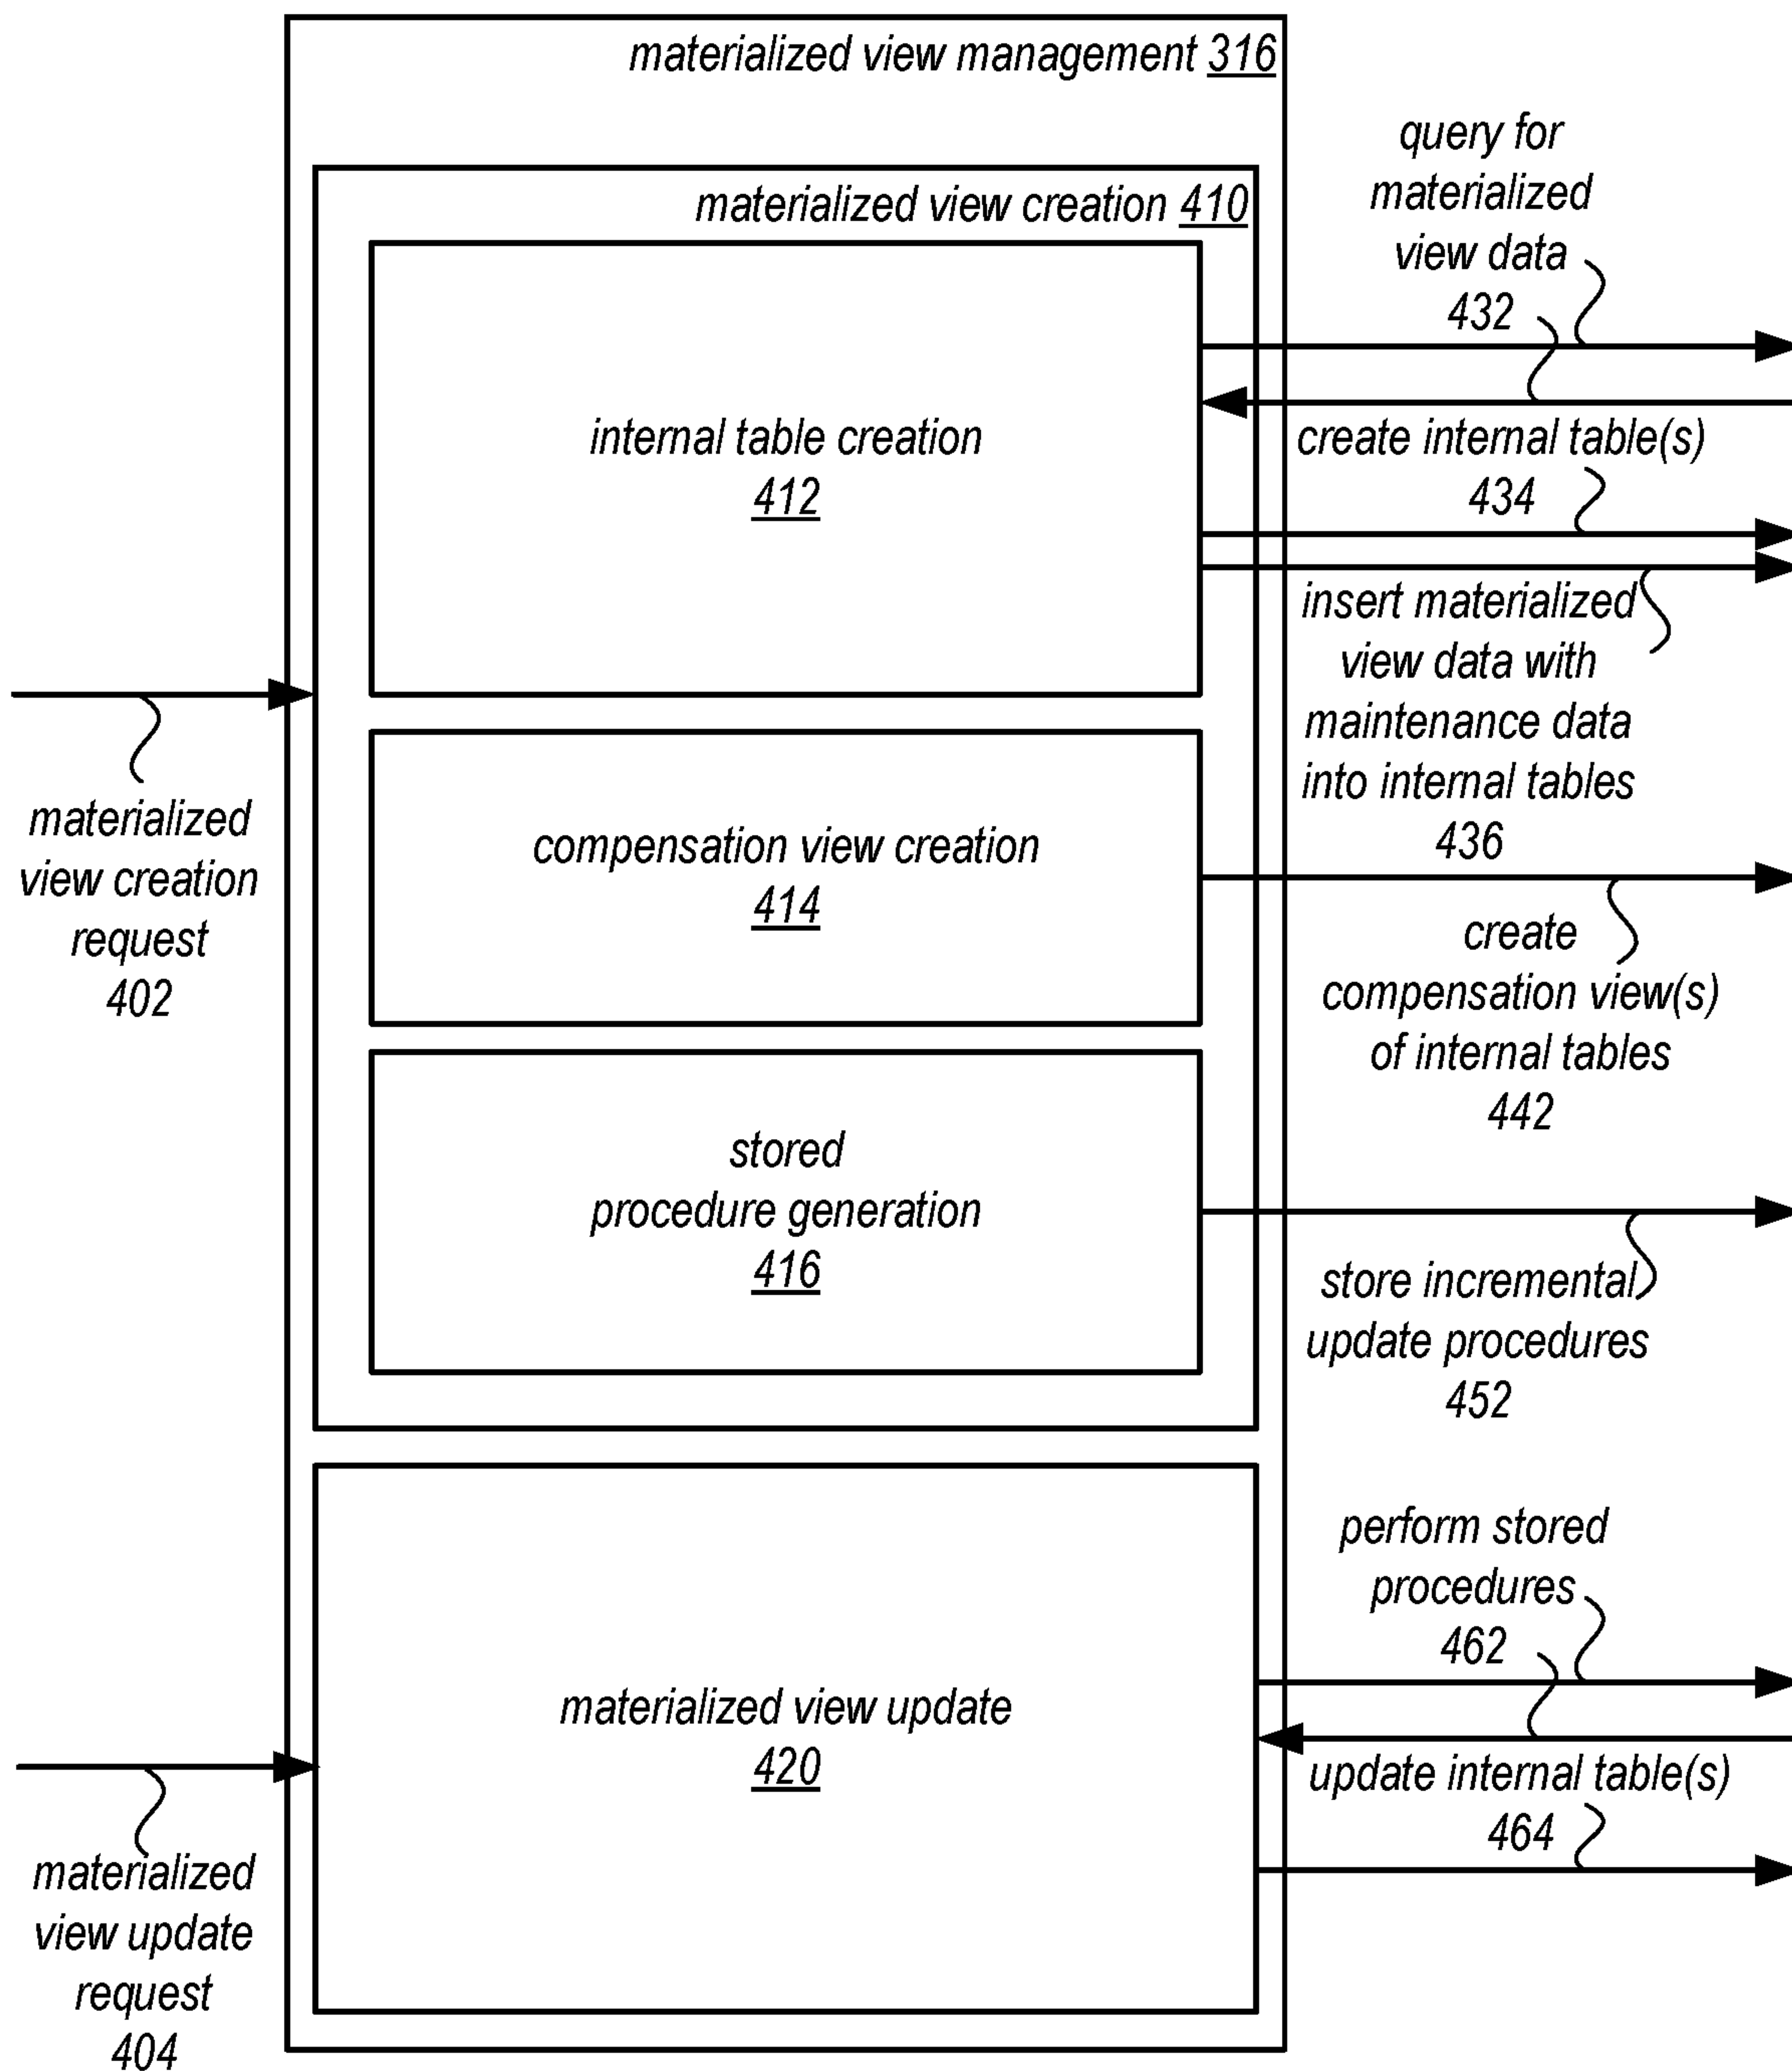 materialized view management 316
materialized view creation 410
internal table creation
412
compensation view creation
414
stored
procedure generation
416
materialized view update
420
materialized
view creation
request
402
materialized
view update
request
404
query for
materialized
view data
432
create internal table(s)
434
insert materialized
view data with
maintenance data
into internal tables
436
create
compensation view(s)
of internal tables
442
store incremental
update procedures
452
perform stored
procedures
462
update internal table(s)
464